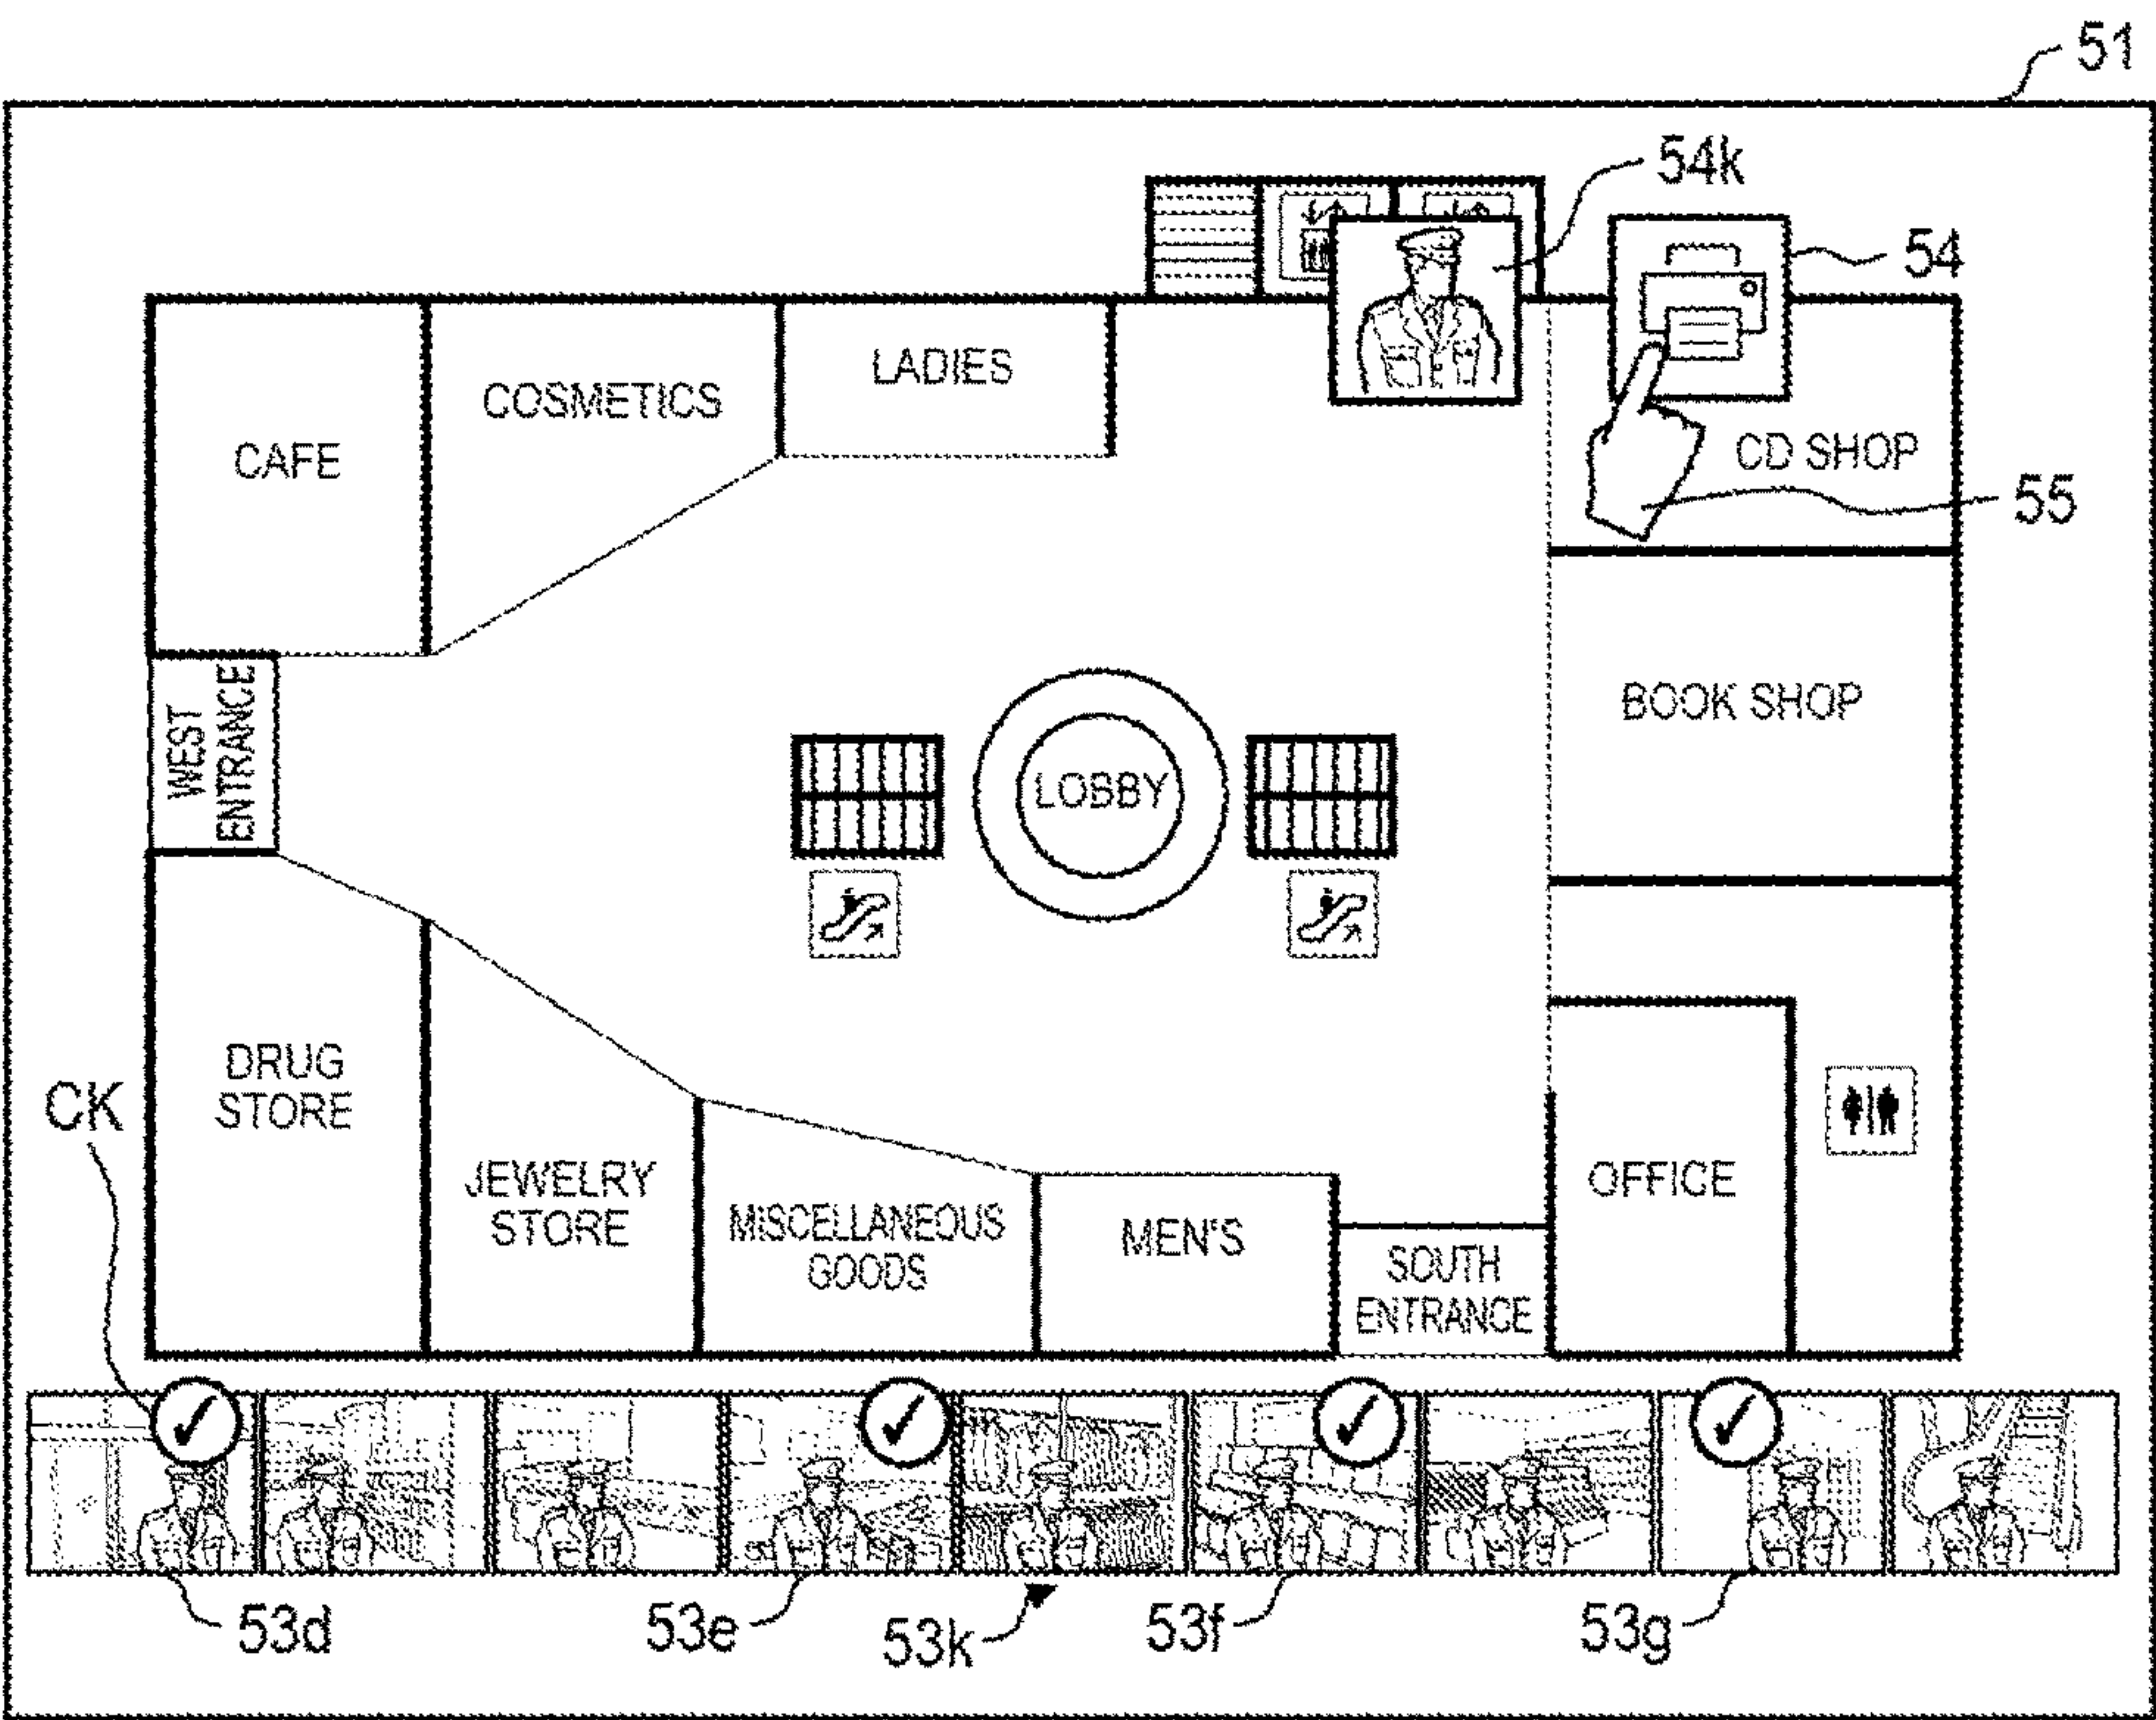 51
54k
54
LADIES
COSMETICS
CAFE
CD SHOP
55
WEST
ENTRANCE
BOOK SHOP
LOBBY
DRUG
STORE
CK
JEWELRY
STORE
MISCELLANEOUS
GOODS
MEN'S
OFFICE
SOUTH
ENTRANCE
53d
53e
53k
53f
53g